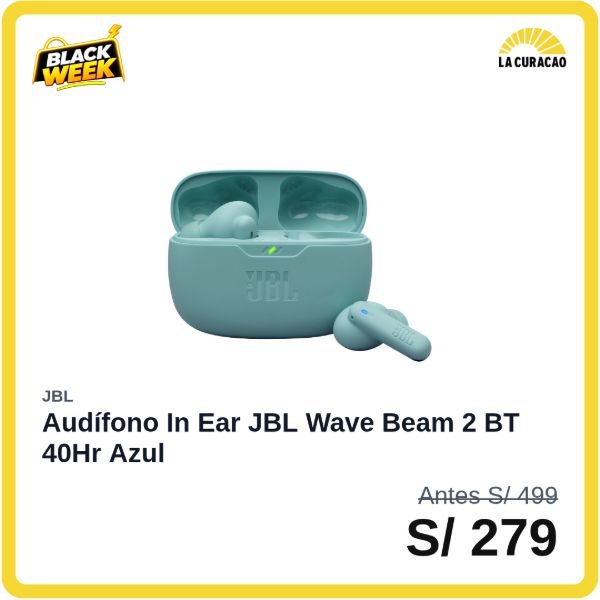 BLACK
WEEK
LA CURACAO
JBL
JBL
JBL
Audífono In Ear JBL Wave Beam 2 BT
40Hr Azul
Antes S/ 499
S/ 279